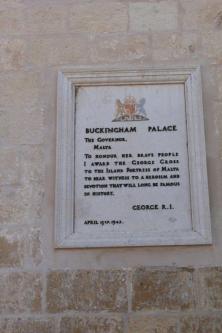 BUCKINGHAM PALACE
THE GOVERNOR,
MALTA
TO HONOUR HER BRAVE PEOPLE
I AWARD THE GEORGE CROSS
TO THE ISLAND FORTRESS OF MALTA
TO BEAR WITNESS TO A HEROISM AND
DEVOTION THAT WILL LONG BE FAMOUS
IN HISTORY.
GEORGE R.I.
APRIL 15TH 1942.